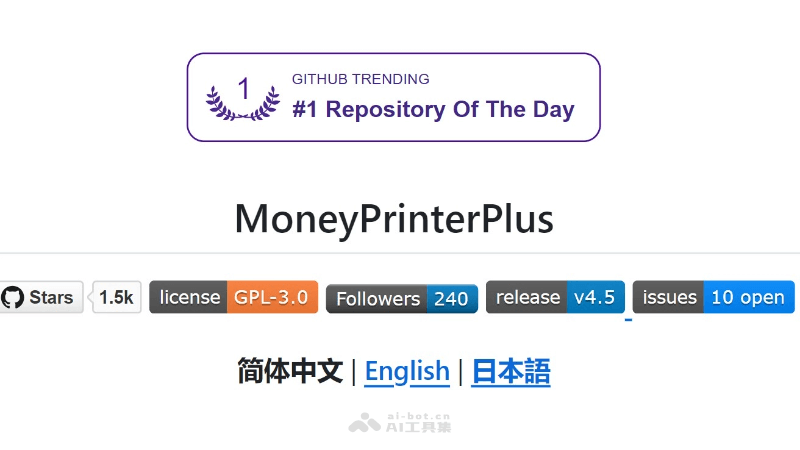 1
GITHUB TRENDING
#1 Repository Of The Day
MoneyPrinterPlus
Stars 1.5k license GPL-3.0 Followers 240 release v4.5 issues 10 open
简体中文 | English | 日本語
ai-bot.cn
AI工具集